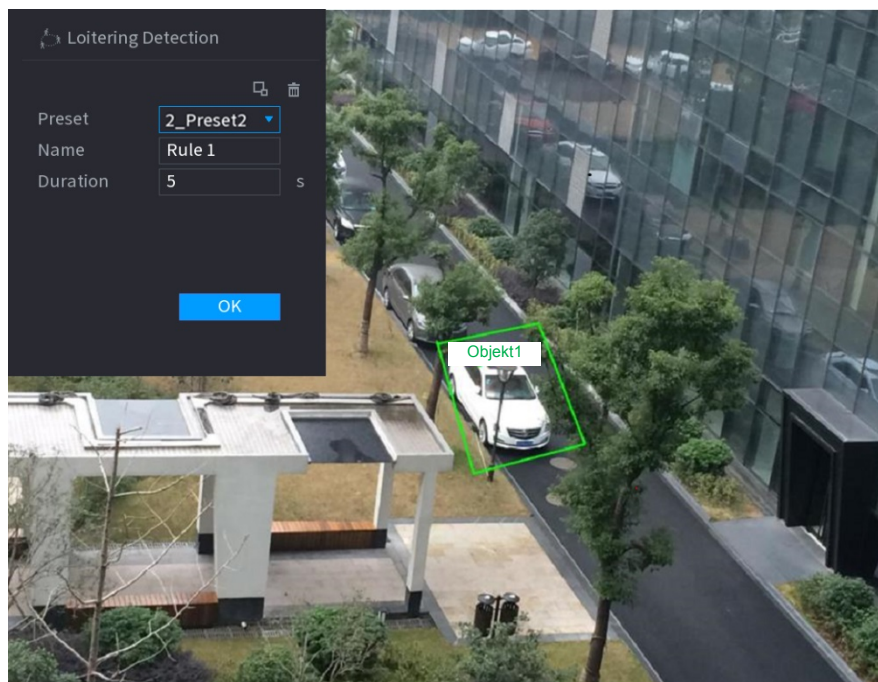 Loitering Detection
Preset 2_Preset2
Name Rule 1
Duration 5 s
OK
Objekt1